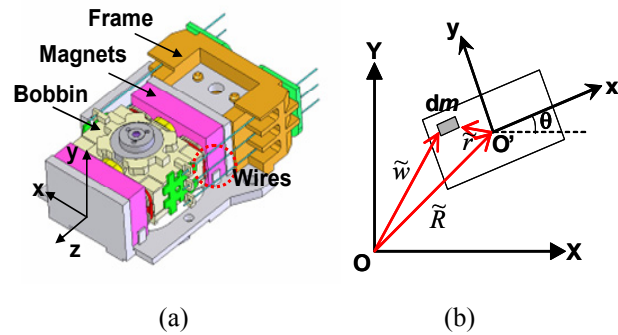 Frame
Magnets
Bobbin
Wires
y
x
z
(a)
Y
y
x
dm
θ
r̃
O'
w̃
R̃
O
X
(b)